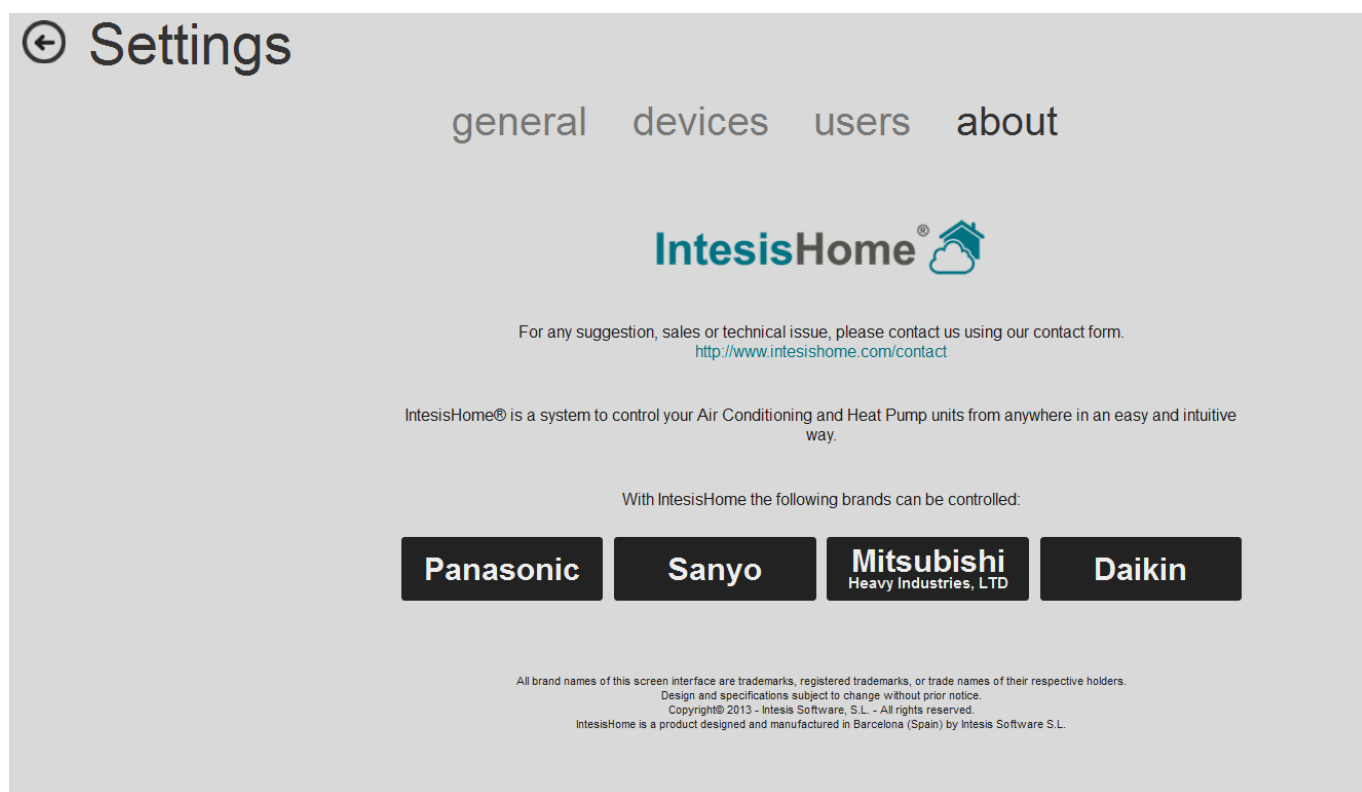 Settings
general devices users about
IntesisHome®
For any suggestion, sales or technical issue, please contact us using our contact form.
http://www.intesishome.com/contact
IntesisHome® is a system to control your Air Conditioning and Heat Pump units from anywhere in an easy and intuitive
way.
With IntesisHome the following brands can be controlled:
Panasonic Sanyo Mitsubishi Daikin
Heavy Industries, LTD
All brand names of this screen interface are trademarks, registered trademarks, or trade names of their respective holders.
Design and specifications subject to change without prior notice.
Copyright© 2013 - Intesis Software, S.L. - All rights reserved.
IntesisHome is a product designed and manufactured in Barcelona (Spain) by Intesis Software S.L.